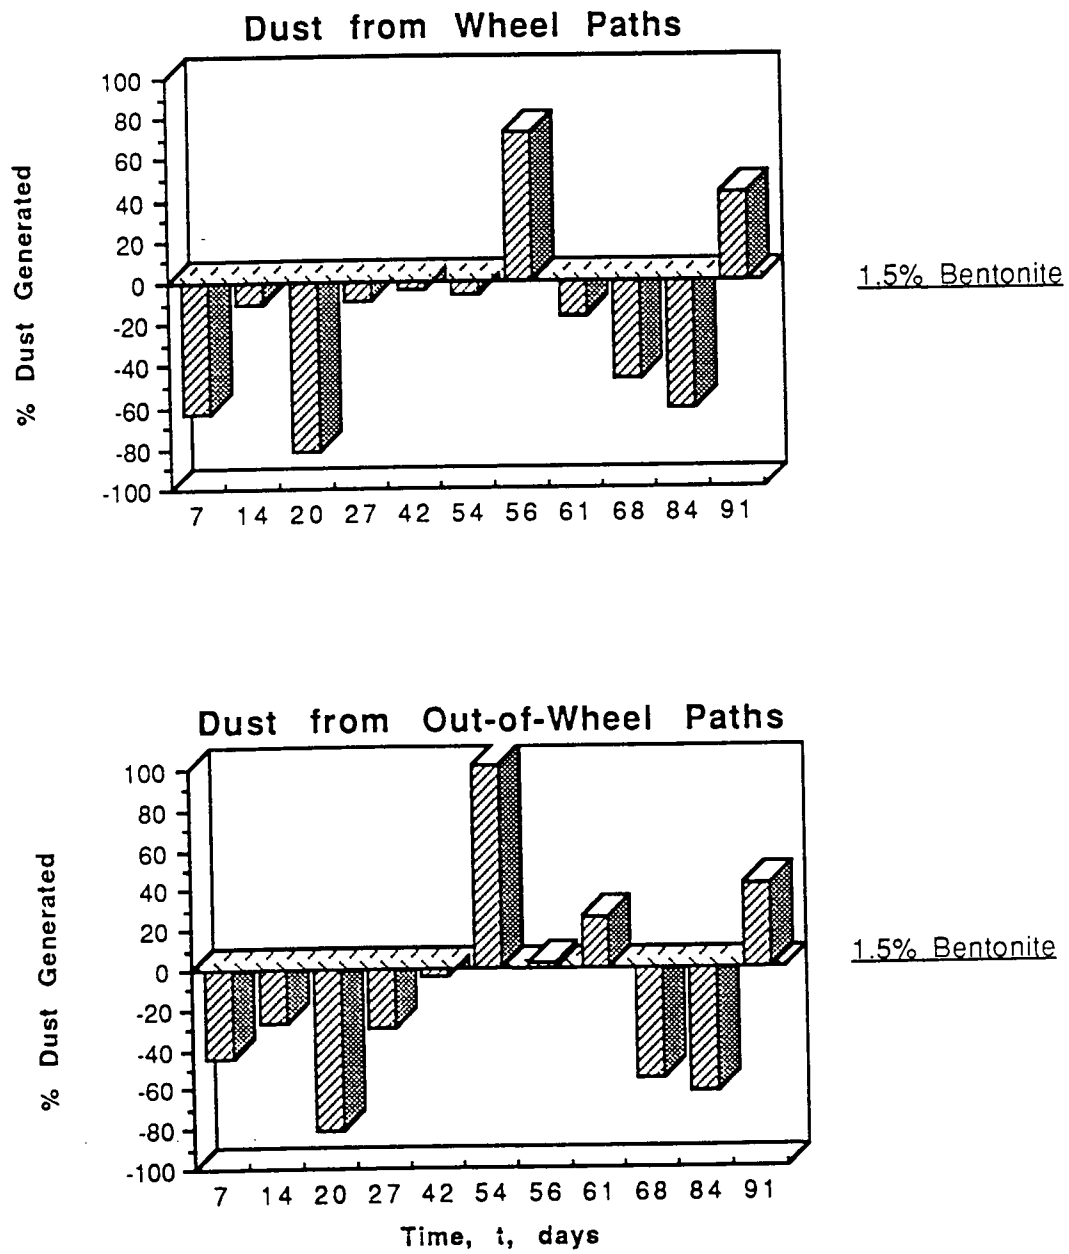 Dust from Wheel Paths
% Dust Generated
100
80
60
40
20
0
-20
-40
-60
-80
-100
7 14 20 27 42 54 56 61 68 84 91
1.5% Bentonite
Dust from Out-of-Wheel Paths
% Dust Generated
100
80
60
40
20
0
-20
-40
-60
-80
-100
7 14 20 27 42 54 56 61 68 84 91
Time, t, days
1.5% Bentonite